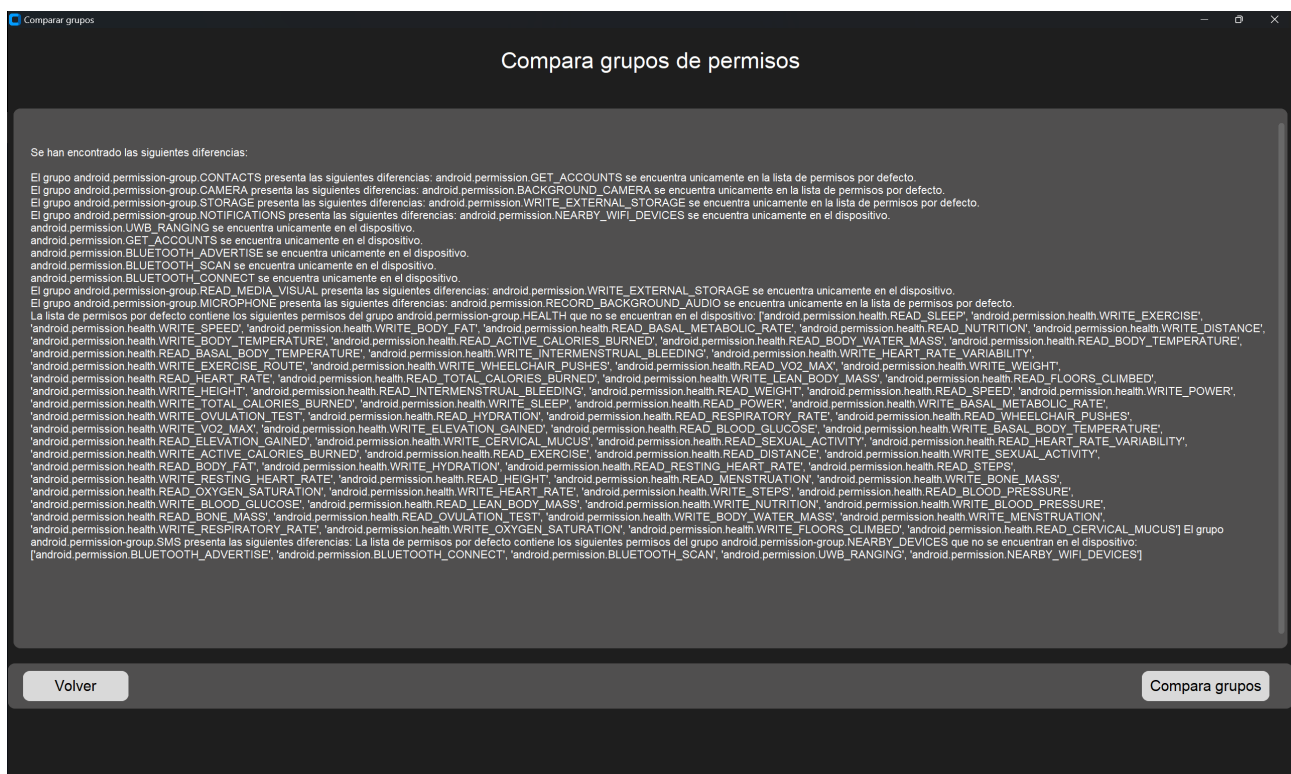 Comparar grupos
Compara grupos de permisos
Se han encontrado las siguientes diferencias:
El grupo android.permission-group.CONTACTS presenta las siguientes diferencias: android.permission.GET_ACCOUNTS se encuentra unicamente en la lista de permisos por defecto.
El grupo android.permission-group.CAMERA presenta las siguientes diferencias: android.permission.BACKGROUND_CAMERA se encuentra unicamente en la lista de permisos por defecto.
El grupo android.permission-group.STORAGE presenta las siguientes diferencias: android.permission.WRITE_EXTERNAL_STORAGE se encuentra unicamente en la lista de permisos por defecto.
El grupo android.permission-group.NOTIFICATIONS presenta las siguientes diferencias: android.permission.NEARBY_WIFI_DEVICES se encuentra unicamente en el dispositivo.
android.permission.UWB_RANGING se encuentra unicamente en el dispositivo.
android.permission.GET_ACCOUNTS se encuentra unicamente en el dispositivo.
android.permission.BLUETOOTH_ADVERTISE se encuentra unicamente en el dispositivo.
android.permission.BLUETOOTH_SCAN se encuentra unicamente en el dispositivo.
android.permission.BLUETOOTH_CONNECT se encuentra unicamente en el dispositivo.
El grupo android.permission-group.READ_MEDIA_VISUAL presenta las siguientes diferencias: android.permission.WRITE_EXTERNAL_STORAGE se encuentra unicamente en el dispositivo.
El grupo android.permission-group.MICROPHONE presenta las siguientes diferencias: android.permission.RECORD_BACKGROUND_AUDIO se encuentra unicamente en la lista de permisos por defecto.
La lista de permisos por defecto contiene los siguientes permisos del grupo android.permission-group.HEALTH que no se encuentran en el dispositivo: ['android.permission.health.READ_SLEEP', 'android.permission.health.WRITE_EXERCISE',
'android.permission.health.WRITE_SPEED', 'android.permission.health.WRITE_BODY_FAT', 'android.permission.health.READ_BASAL_METABOLIC_RATE', 'android.permission.health.READ_NUTRITION', 'android.permission.health.WRITE_DISTANCE',
'android.permission.health.WRITE_BODY_TEMPERATURE', 'android.permission.health.READ_ACTIVE_CALORIES_BURNED', 'android.permission.health.READ_BODY_WATER_MASS', 'android.permission.health.READ_BODY_TEMPERATURE',
'android.permission.health.READ_BASAL_BODY_TEMPERATURE', 'android.permission.health.WRITE_INTERMENSTRUAL_BLEEDING', 'android.permission.health.WRITE_HEART_RATE_VARIABILITY',
'android.permission.health.WRITE_EXERCISE_ROUTE', 'android.permission.health.WRITE_WHEELCHAIR_PUSHES', 'android.permission.health.READ_VO2_MAX', 'android.permission.health.WRITE_WEIGHT',
'android.permission.health.READ_HEART_RATE', 'android.permission.health.READ_TOTAL_CALORIES_BURNED', 'android.permission.health.WRITE_LEAN_BODY_MASS', 'android.permission.health.READ_FLOORS_CLIMBED',
'android.permission.health.WRITE_HEIGHT', 'android.permission.health.READ_INTERMENSTRUAL_BLEEDING', 'android.permission.health.READ_WEIGHT', 'android.permission.health.READ_SPEED', 'android.permission.health.WRITE_POWER',
'android.permission.health.WRITE_TOTAL_CALORIES_BURNED', 'android.permission.health.WRITE_SLEEP', 'android.permission.health.READ_POWER', 'android.permission.health.WRITE_BASAL_METABOLIC_RATE',
'android.permission.health.WRITE_OVULATION_TEST', 'android.permission.health.READ_HYDRATION', 'android.permission.health.READ_RESPIRATORY_RATE', 'android.permission.health.READ_WHEELCHAIR_PUSHES',
'android.permission.health.WRITE_VO2_MAX', 'android.permission.health.WRITE_ELEVATION_GAINED', 'android.permission.health.READ_BLOOD_GLUCOSE', 'android.permission.health.WRITE_BASAL_BODY_TEMPERATURE',
'android.permission.health.READ_ELEVATION_GAINED', 'android.permission.health.WRITE_CERVICAL_MUCUS', 'android.permission.health.READ_SEXUAL_ACTIVITY', 'android.permission.health.READ_HEART_RATE_VARIABILITY',
'android.permission.health.WRITE_ACTIVE_CALORIES_BURNED', 'android.permission.health.READ_EXERCISE', 'android.permission.health.READ_DISTANCE', 'android.permission.health.WRITE_SEXUAL_ACTIVITY',
'android.permission.health.READ_BODY_FAT', 'android.permission.health.WRITE_HYDRATION', 'android.permission.health.READ_RESTING_HEART_RATE', 'android.permission.health.READ_STEPS',
'android.permission.health.WRITE_RESTING_HEART_RATE', 'android.permission.health.READ_HEIGHT', 'android.permission.health.READ_MENSTRUATION', 'android.permission.health.WRITE_BONE_MASS',
'android.permission.health.READ_OXYGEN_SATURATION', 'android.permission.health.WRITE_HEART_RATE', 'android.permission.health.WRITE_STEPS', 'android.permission.health.READ_BLOOD_PRESSURE',
'android.permission.health.WRITE_BLOOD_GLUCOSE', 'android.permission.health.READ_LEAN_BODY_MASS', 'android.permission.health.WRITE_NUTRITION', 'android.permission.health.WRITE_BLOOD_PRESSURE',
'android.permission.health.READ_BONE_MASS', 'android.permission.health.READ_OVULATION_TEST', 'android.permission.health.WRITE_BODY_WATER_MASS', 'android.permission.health.WRITE_MENSTRUATION',
'android.permission.health.WRITE_RESPIRATORY_RATE', 'android.permission.health.WRITE_OXYGEN_SATURATION', 'android.permission.health.WRITE_FLOORS_CLIMBED', 'android.permission.health.READ_CERVICAL_MUCUS'] El grupo
android.permission-group.SMS presenta las siguientes diferencias: La lista de permisos por defecto contiene los siguientes permisos del grupo android.permission-group.NEARBY_DEVICES que no se encuentran en el dispositivo:
['android.permission.BLUETOOTH_ADVERTISE', 'android.permission.BLUETOOTH_CONNECT', 'android.permission.BLUETOOTH_SCAN', 'android.permission.UWB_RANGING', 'android.permission.NEARBY_WIFI_DEVICES']
Volver
Compara grupos